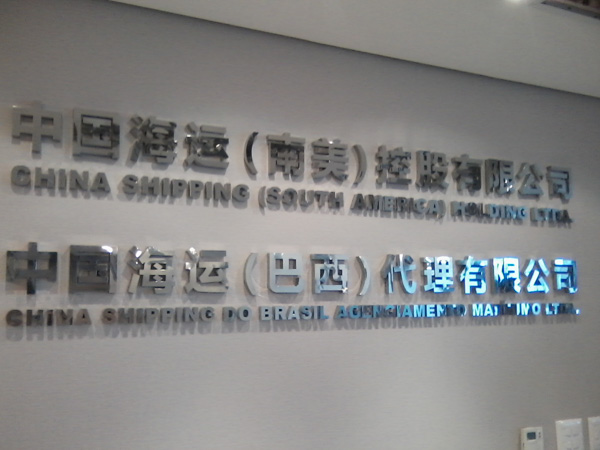 中国海运(南美)控股有限公司
CHINA SHIPPING (SOUTH AMERICA) HOLDING LTDA.
中国海运(巴西)代理有限公司
CHINA SHIPPING DO BRASIL AGENCIAMENTO MARITIMO LTDA.